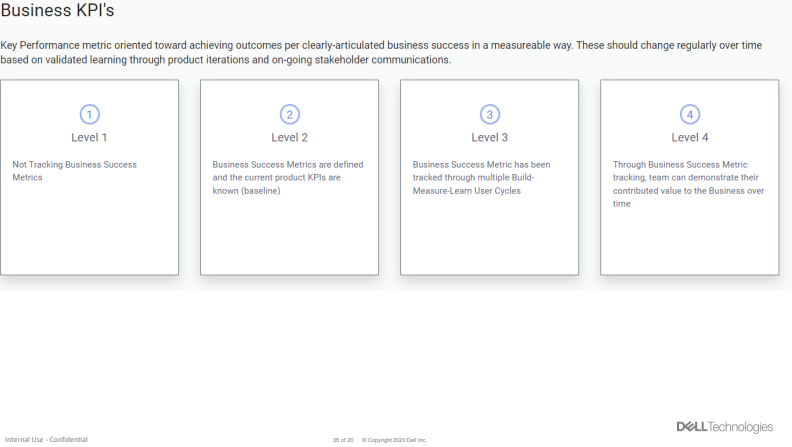 Business KPI's
Key Performance metric oriented toward achieving outcomes per clearly-articulated business success in a measureable way. These should change regularly over time
based on validated learning through product iterations and on-going stakeholder communications.
1
Level 1
Not Tracking Business Success
Metrics
2
Level 2
Business Success Metrics are defined
and the current product KPIs are
known (baseline)
3
Level 3
Business Success Metric has been
tracked through multiple Build-
Measure-Learn User Cycles
4
Level 4
Through Business Success Metric
tracking, team can demonstrate their
contributed value to the Business over
time
DELLTechnologies
Internal Use - Confidential
35 of 20 © Copyright 2020 Dell Inc.